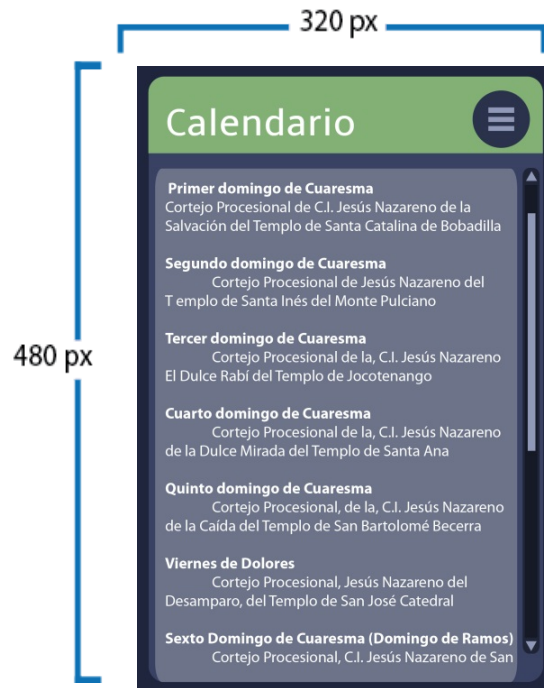 320 px
480 px
Calendario
Primer domingo de Cuaresma
Cortejo Procesional de C.I. Jesús Nazareno de la
Salvación del Templo de Santa Catalina de Bobadilla
Segundo domingo de Cuaresma
Cortejo Procesional de Jesús Nazareno del
T emplo de Santa Inés del Monte Pulciano
Tercer domingo de Cuaresma
Cortejo Procesional de la, C.I. Jesús Nazareno
El Dulce Rabí del Templo de Jocotenango
Cuarto domingo de Cuaresma
Cortejo Procesional de la, C.I. Jesús Nazareno
de la Dulce Mirada del Templo de Santa Ana
Quinto domingo de Cuaresma
Cortejo Procesional, de la, C.I. Jesús Nazareno
de la Caída del Templo de San Bartolomé Becerra
Viernes de Dolores
Cortejo Procesional, Jesús Nazareno del
Desamparo, del Templo de San José Catedral
Sexto Domingo de Cuaresma (Domingo de Ramos)
Cortejo Procesional, C.I. Jesús Nazareno de San